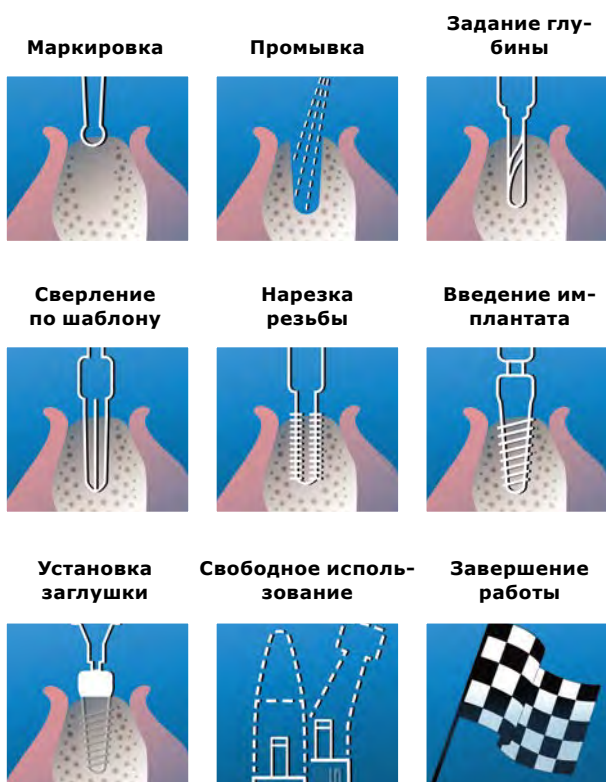 Маркировка
Промывка
Задание глу-
бины
Сверление
по шаблону
Нарезка
резьбы
Введение им-
плантата
Установка
заглушки
Свободное исполь-
зование
Завершение
работы